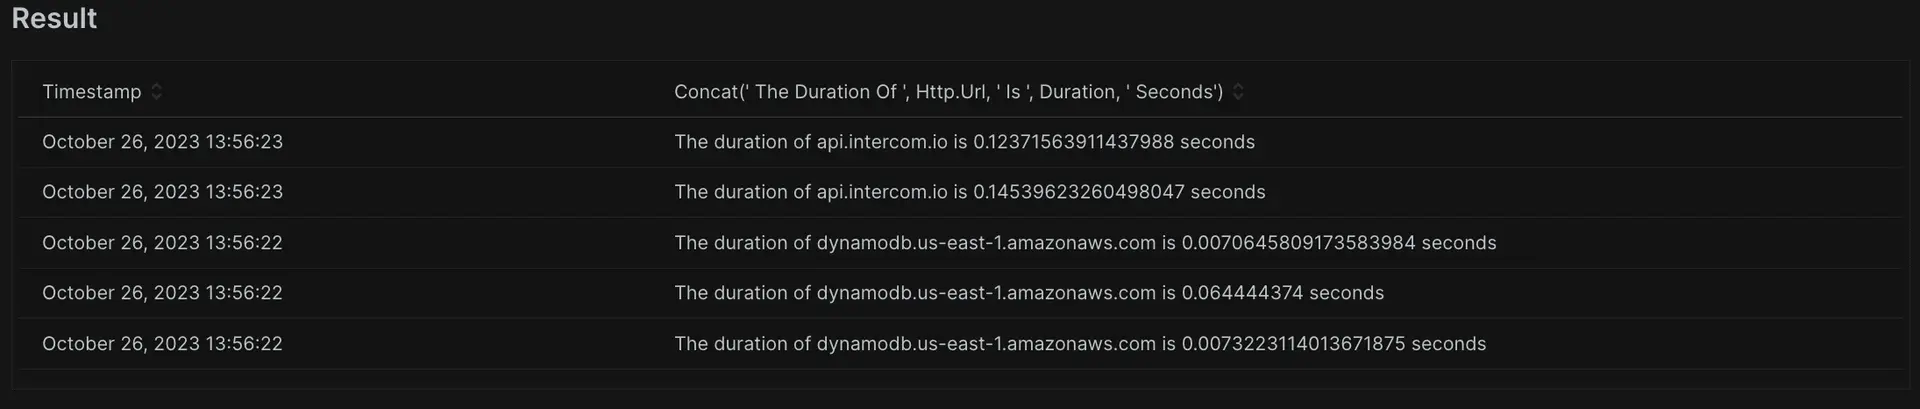 Result
Timestamp Concat(' The Duration Of ', Http.Url, ' Is ', Duration, ' Seconds')
October 26, 2023 13:56:23 The duration of api.intercom.io is 0.12371563911437988 seconds
October 26, 2023 13:56:23 The duration of api.intercom.io is 0.14539623260498047 seconds
October 26, 2023 13:56:22 The duration of dynamodb.us-east-1.amazonaws.com is 0.0070645809173583984 seconds
October 26, 2023 13:56:22 The duration of dynamodb.us-east-1.amazonaws.com is 0.064444374 seconds
October 26, 2023 13:56:22 The duration of dynamodb.us-east-1.amazonaws.com is 0.0073223114013671875 seconds